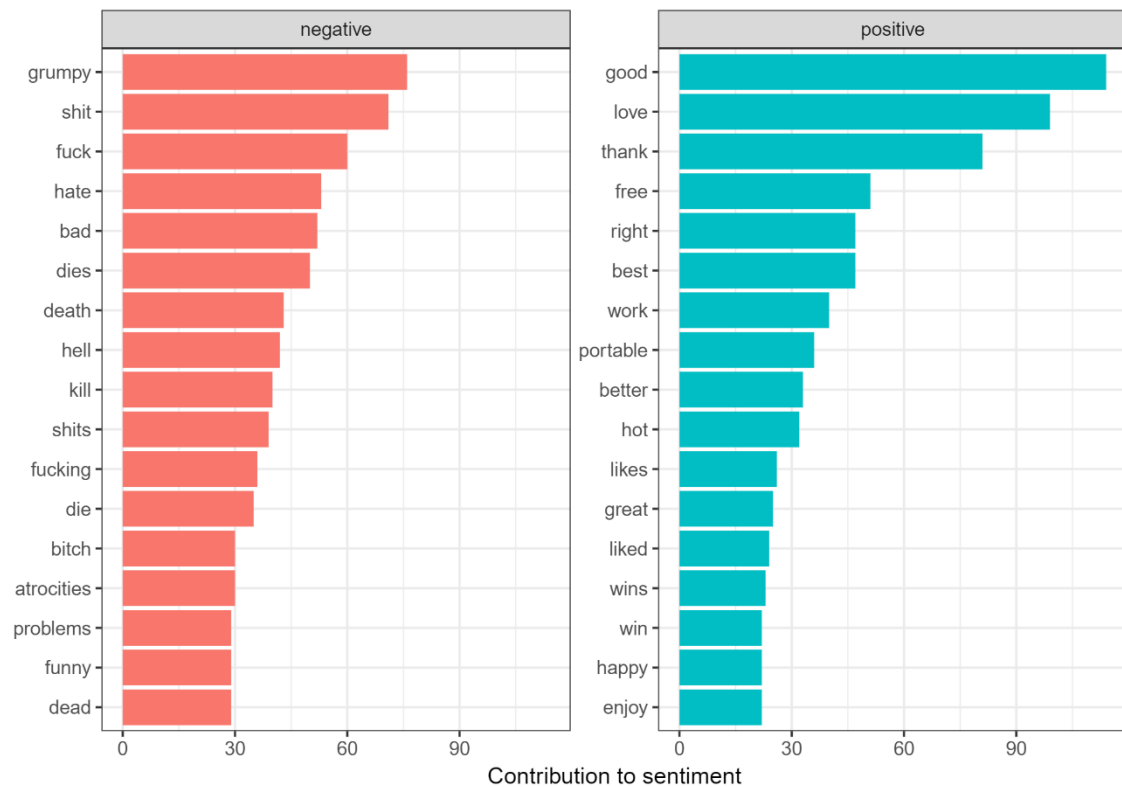 negative
grumpy
shit
fuck
hate
bad
dies
death
hell
kill
shits
fucking
die
bitch
atrocities
problems
funny
dead
0 30 60 90
positive
good
love
thank
free
right
best
work
portable
better
hot
likes
great
liked
wins
win
happy
enjoy
0 30 60 90
Contribution to sentiment